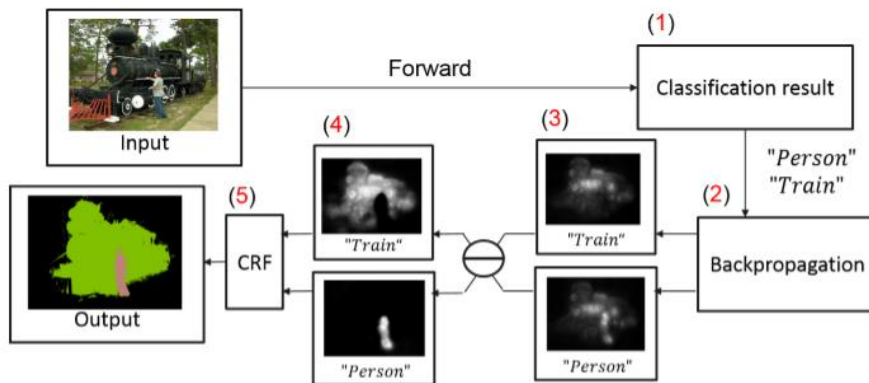 (1)
Forward
Classification result
Input
(4)
(3)
"Person"
"Train"
(2)
(5)
"Train"
"Train"
CRF
Backpropagation
Output
"Person"
"Person"